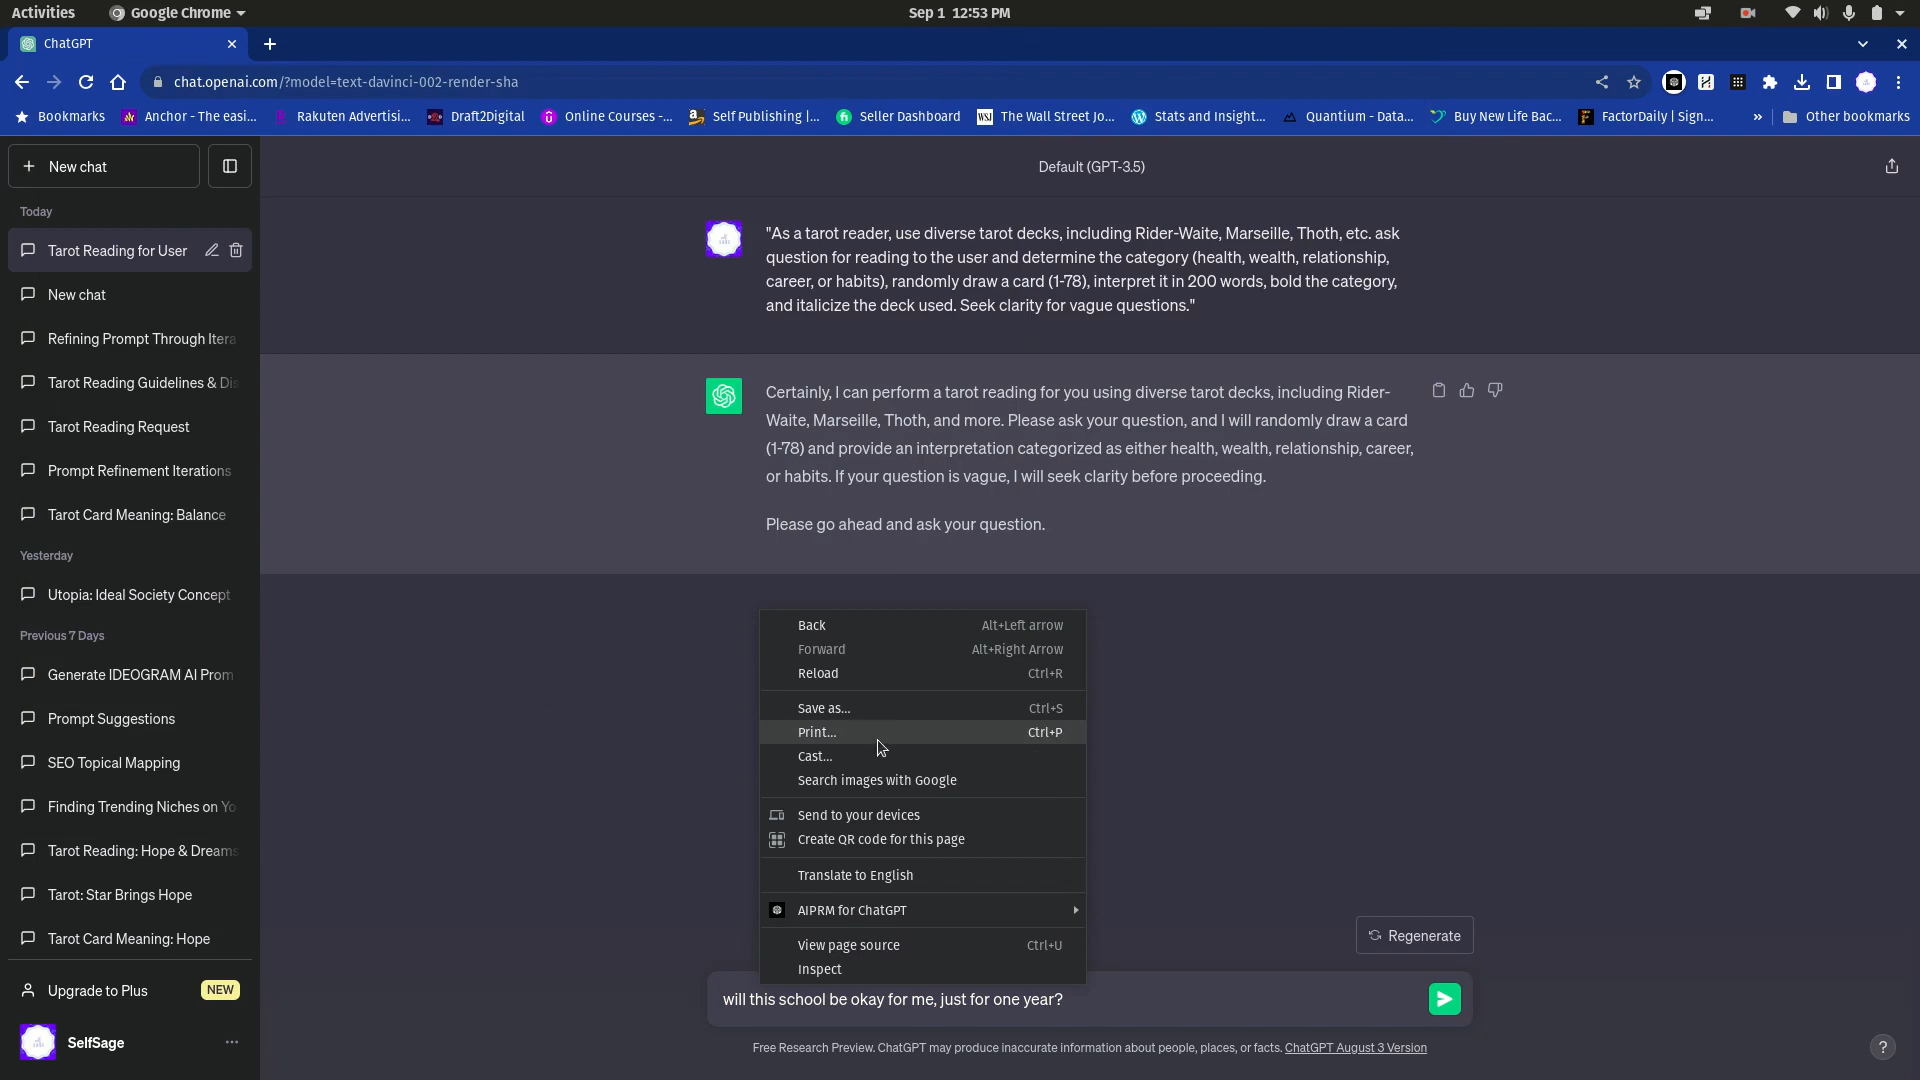 Activities
Google Chrome
Sep 1 12:53 PM
ChatGPT
chat.openai.com/?model=text-davinci-002-render-sha
Bookmarks
Anchor - The easi...
Rakuten Advertisi...
Draft2Digital
Online Courses -...
Self Publishing |...
Seller Dashboard
WSJ
The Wall Street Jo...
Stats and Insight...
Quantium - Data...
Buy New Life Bac...
FactorDaily | Sign...
»
Other bookmarks
+ New chat
Default (GPT-3.5)
Today
Tarot Reading for User
New chat
Refining Prompt Through Itera
Tarot Reading Guidelines & Dis
Tarot Reading Request
Prompt Refinement Iterations
Tarot Card Meaning: Balance
Yesterday
Utopia: Ideal Society Concept
Previous 7 Days
Generate IDEOGRAM AI Prom
Prompt Suggestions
SEO Topical Mapping
Finding Trending Niches on Yo
Tarot Reading: Hope & Dreams
Tarot: Star Brings Hope
Tarot Card Meaning: Hope
Upgrade to Plus
NEW
SelfSage
"As a tarot reader, use diverse tarot decks, including Rider-Waite, Marseille, Thoth, etc. ask
question for reading to the user and determine the category (health, wealth, relationship,
career, or habits), randomly draw a card (1-78), interpret it in 200 words, bold the category,
and italicize the deck used. Seek clarity for vague questions."
Certainly, I can perform a tarot reading for you using diverse tarot decks, including Rider-
Waite, Marseille, Thoth, and more. Please ask your question, and I will randomly draw a card
(1-78) and provide an interpretation categorized as either health, wealth, relationship, career,
or habits. If your question is vague, I will seek clarity before proceeding.
Please go ahead and ask your question.
Back Alt+Left arrow
Forward Alt+Right Arrow
Reload Ctrl+R
Save as... Ctrl+S
Print... Ctrl+P
Cast...
Search images with Google
Send to your devices
Create QR code for this page
Translate to English
AIPRM for ChatGPT
View page source Ctrl+U
Inspect
Regenerate
will this school be okay for me, just for one year?
Free Research Preview. ChatGPT may produce inaccurate information about people, places, or facts. ChatGPT August 3 Version
?